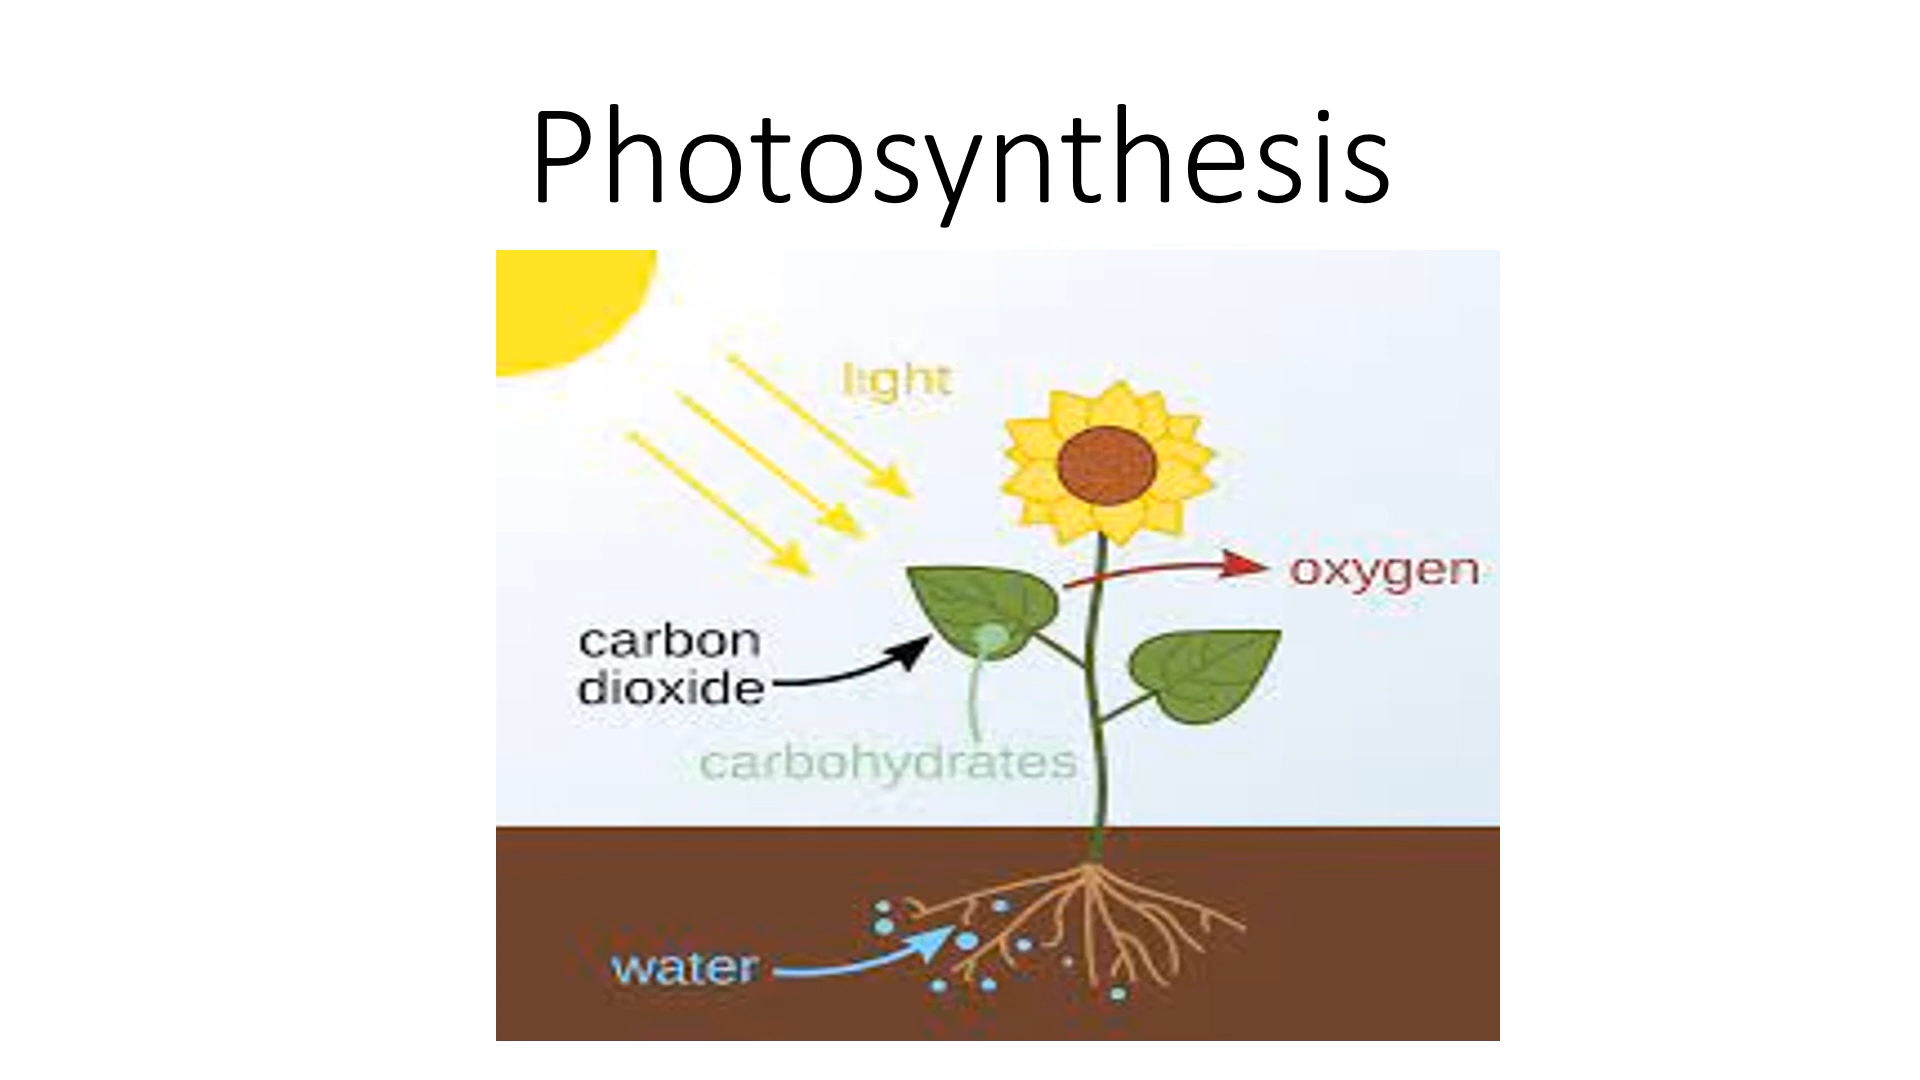 Photosynthesis
light
oxygen
carbon
dioxide
carbohydrates
water